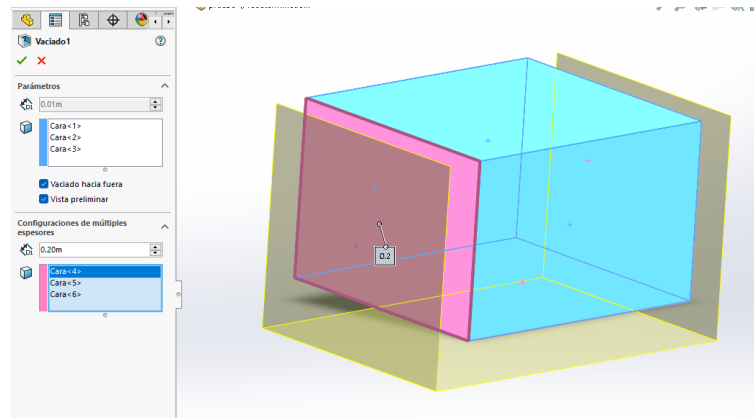 Vaciado1
Parámetros
0.01m
Cara<1>
Cara<2>
Cara<3>
Vaciado hacia fuera
Vista preliminar
Configuraciones de múltiples
espesores
0.20m
Cara<4>
Cara<5>
Cara<6>
0.2